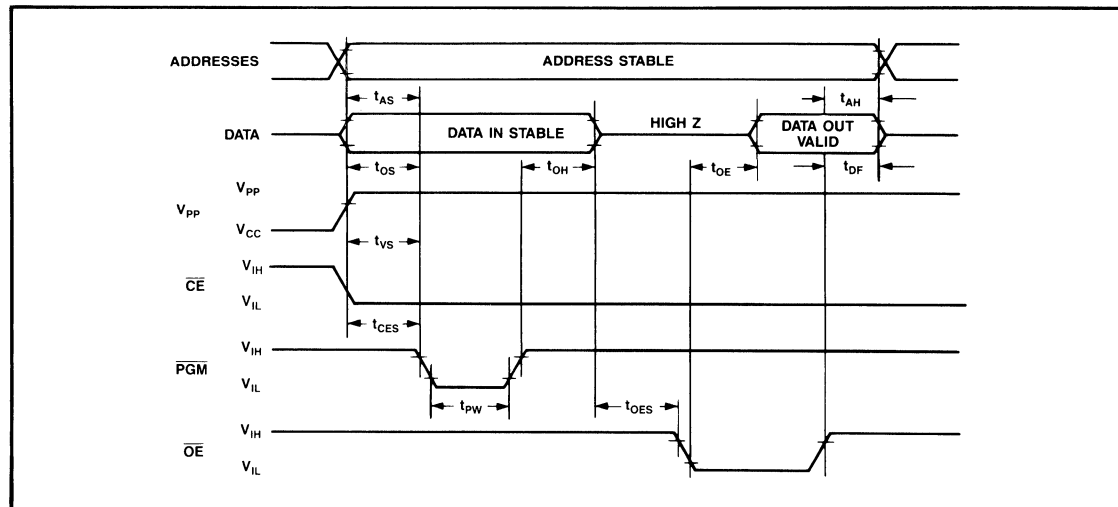 ADDRESSES
ADDRESS STABLE
tAS
tAH
DATA
DATA IN STABLE
HIGH Z
DATA OUT
VALID
tOS
tOH
tOE
tDF
VPP
VPP
VCC
tVS
CE
VIH
VIL
tCES
PGM
VIH
VIL
tPW
tOES
OE
VIH
VIL